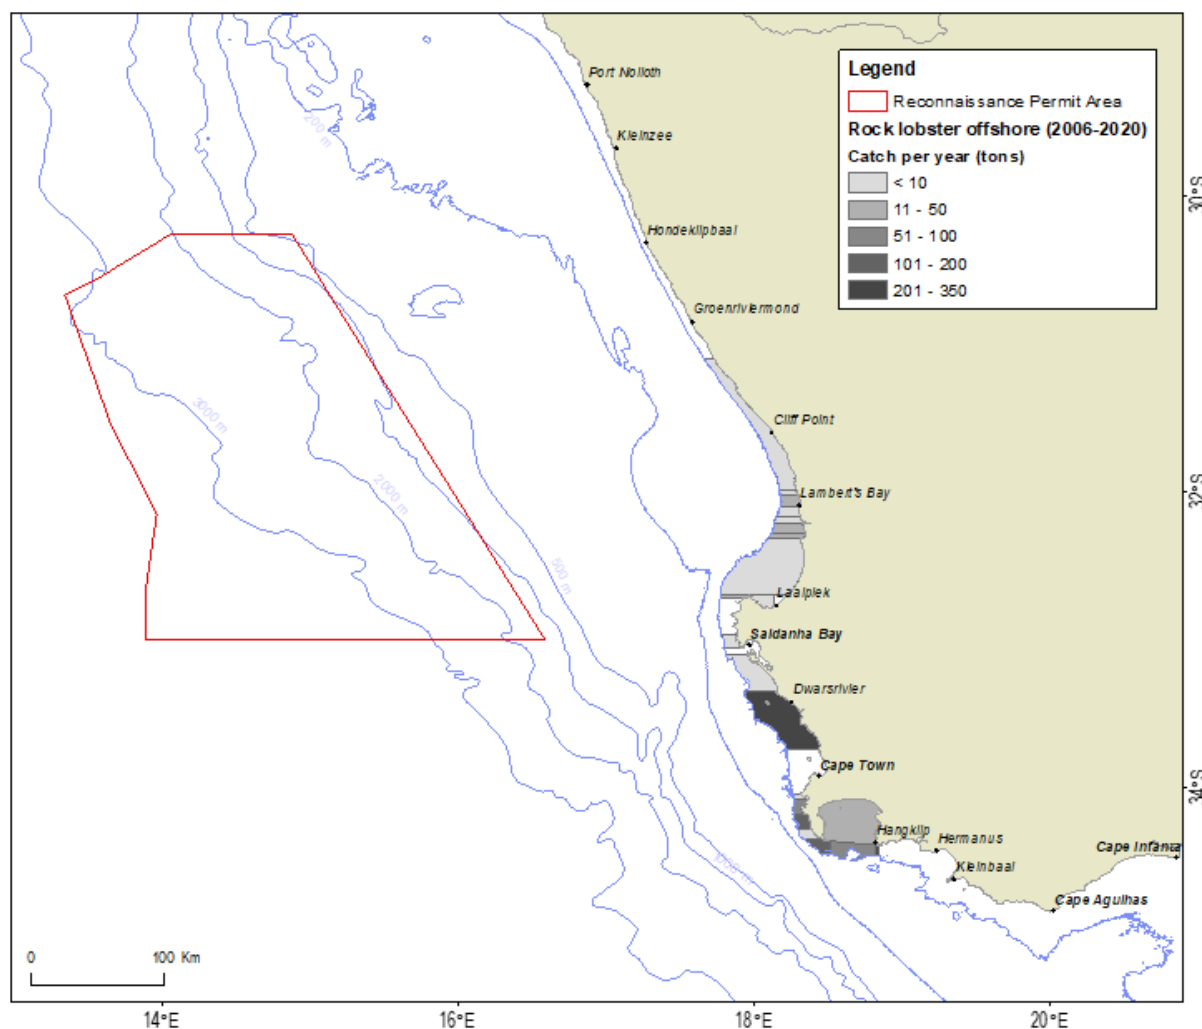 Legend
Reconnaissance Permit Area
Rock lobster offshore (2006-2020)
Catch per year (tons)
< 10
11 - 50
51 - 100
101 - 200
201 - 350
Port Nolloth
200 m
Kleinzee
30°S
Hondeklipbaai
Groenriviermond
3000 m
Cliff Point
2000 m
Lambert's Bay
32°S
500 m
Laaiplek
Saldanha Bay
Dwarsrivier
Cape Town
34°S
Hangklip
Hermanus
Cape Infanta
1000 m
Kleinbaai
Cape Agulhas
0 100 Km
14°E 16°E 18°E 20°E